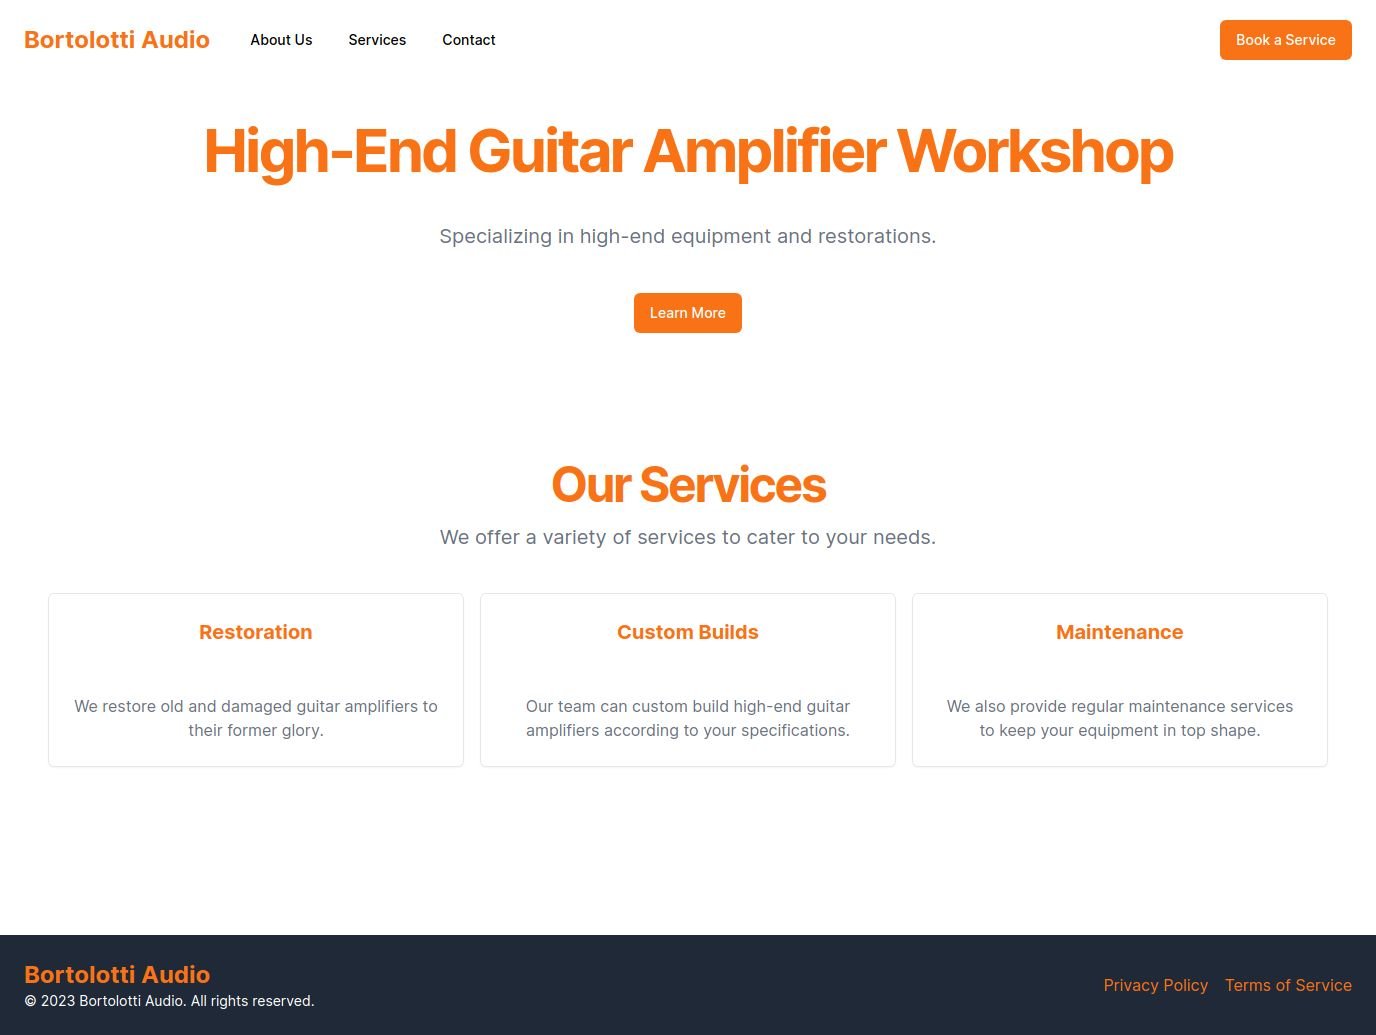 Bortolotti Audio
About Us
Services
Contact
Book a Service
High-End Guitar Amplifier Workshop
Specializing in high-end equipment and restorations.
Learn More
Our Services
We offer a variety of services to cater to your needs.
Restoration
We restore old and damaged guitar amplifiers to
their former glory.
Custom Builds
Our team can custom build high-end guitar
amplifiers according to your specifications.
Maintenance
We also provide regular maintenance services
to keep your equipment in top shape.
Bortolotti Audio
© 2023 Bortolotti Audio. All rights reserved.
Privacy Policy
Terms of Service